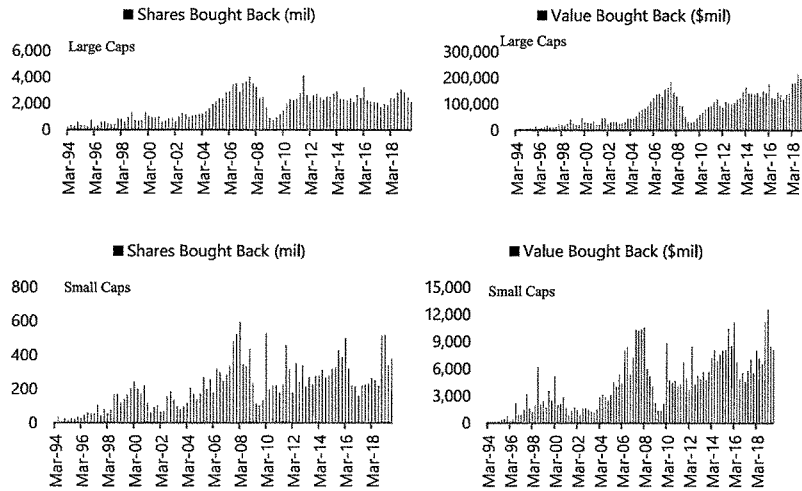 ■ Shares Bought Back (mil)
Large Caps
6,000
4,000
2,000
0
Mar-94
Mar-96
Mar-98
Mar-00
Mar-02
Mar-04
Mar-06
Mar-08
Mar-10
Mar-12
Mar-14
Mar-16
Mar-18
■ Value Bought Back ($mil)
Large Caps
300,000
200,000
100,000
0
Mar-94
Mar-96
Mar-98
Mar-00
Mar-02
Mar-04
Mar-06
Mar-08
Mar-10
Mar-12
Mar-14
Mar-16
Mar-18
■ Shares Bought Back (mil)
800
Small Caps
600
400
200
0
Mar-94
Mar-96
Mar-98
Mar-00
Mar-02
Mar-04
Mar-06
Mar-08
Mar-10
Mar-12
Mar-14
Mar-16
Mar-18
■ Value Bought Back ($mil)
15,000
Small Caps
12,000
9,000
6,000
3,000
0
Mar-94
Mar-96
Mar-98
Mar-00
Mar-02
Mar-04
Mar-06
Mar-08
Mar-10
Mar-12
Mar-14
Mar-16
Mar-18